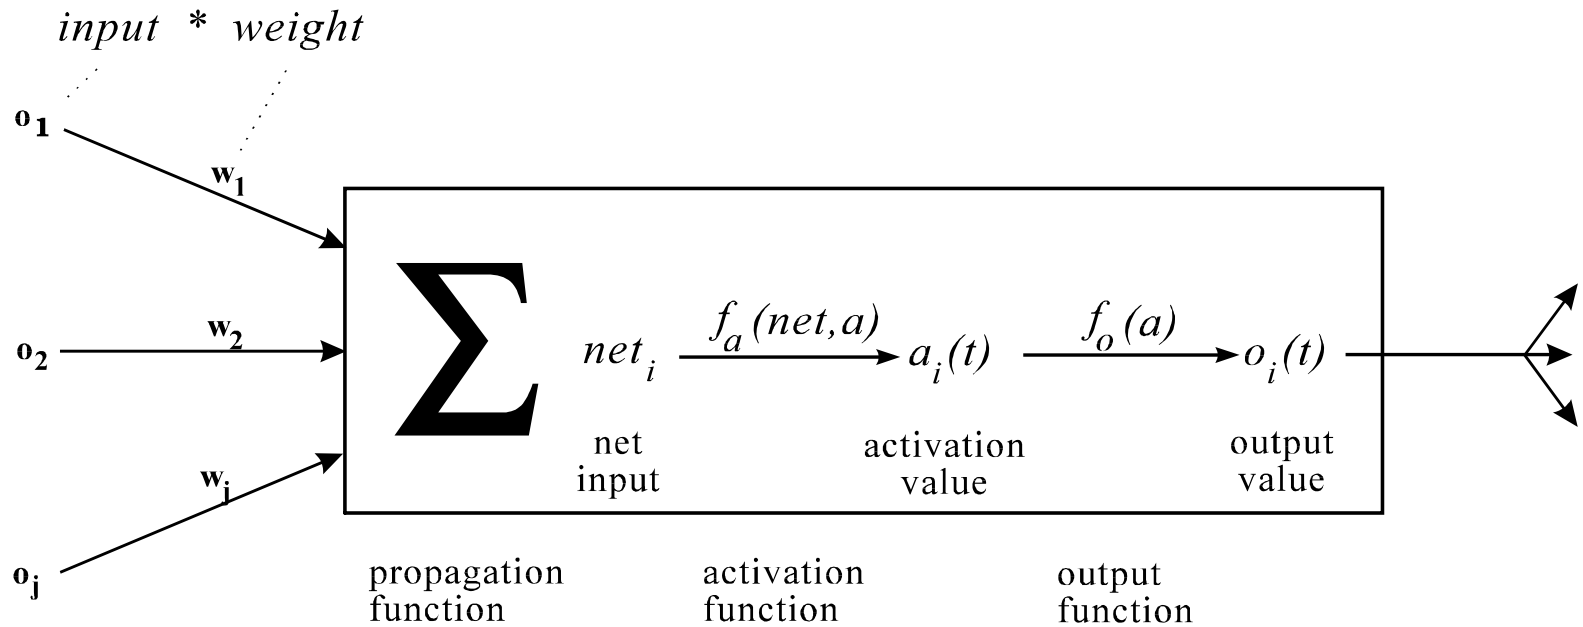 input * weight
o1
w1
w2
o2
wj
oj
Σ
neti
fa(net,a)
ai(t)
fo(a)
oi(t)
net
input
activation
value
output
value
propagation
function
activation
function
output
function